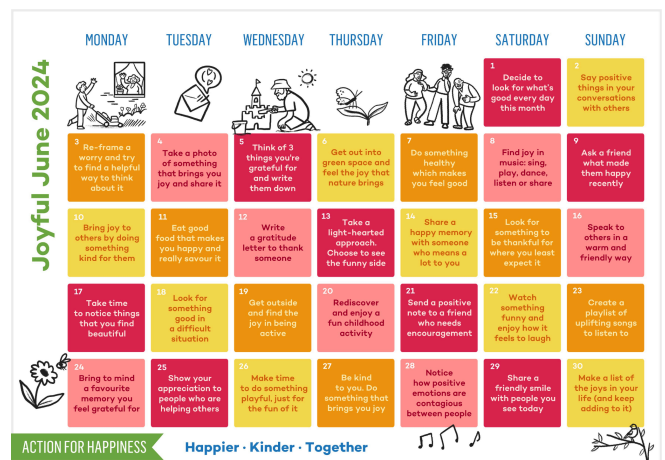 MONDAY TUESDAY WEDNESDAY THURSDAY FRIDAY SATURDAY SUNDAY
Joyful June 2024
1
Decide to
look for what's
good every day
this month
2
Say positive
things in your
conversations
with others
3
Re-frame a
worry and try
to find a helpful
way to think
about it
4
Take a photo
of something
that brings you
joy and share it
5
Think of 3
things you're
grateful for
and write
them down
6
Get out into
green space and
feel the joy that
nature brings
7
Do something
healthy
which makes
you feel good
8
Find joy in
music: sing,
play, dance,
listen or share
9
Ask a friend
what made
them happy
recently
10
Bring joy to
others by doing
something
kind for them
11
Eat good
food that makes
you happy and
really savour it
12
Write
a gratitude
letter to thank
someone
13
Take a
light-hearted
approach.
Choose to see
the funny side
14
Share a
happy memory
with someone
who means a
lot to you
15
Look for
something to
be thankful for
where you least
expect it
16
Speak to
others in a
warm and
friendly way
17
Take time
to notice things
that you find
beautiful
18
Look for
something
good in
a difficult
situation
19
Get outside
and find the
joy in being
active
20
Rediscover
and enjoy a
fun childhood
activity
21
Send a positive
note to a friend
who needs
encouragement
22
Watch
something
funny and
enjoy how it
feels to laugh
23
Create a
playlist of
uplifting songs
to listen to
24
Bring to mind
a favourite
memory you
feel grateful for
25
Show your
appreciation to
people who are
helping others
26
Make time
to do something
playful, just for
the fun of it
27
Be kind
to you. Do
something that
brings you joy
28
Notice
how positive
emotions are
contagious
between people
29
Share a
friendly smile
with people you
see today
30
Make a list of
the joys in your
life (and keep
adding to it)
ACTION FOR HAPPINESS
Happier · Kinder · Together